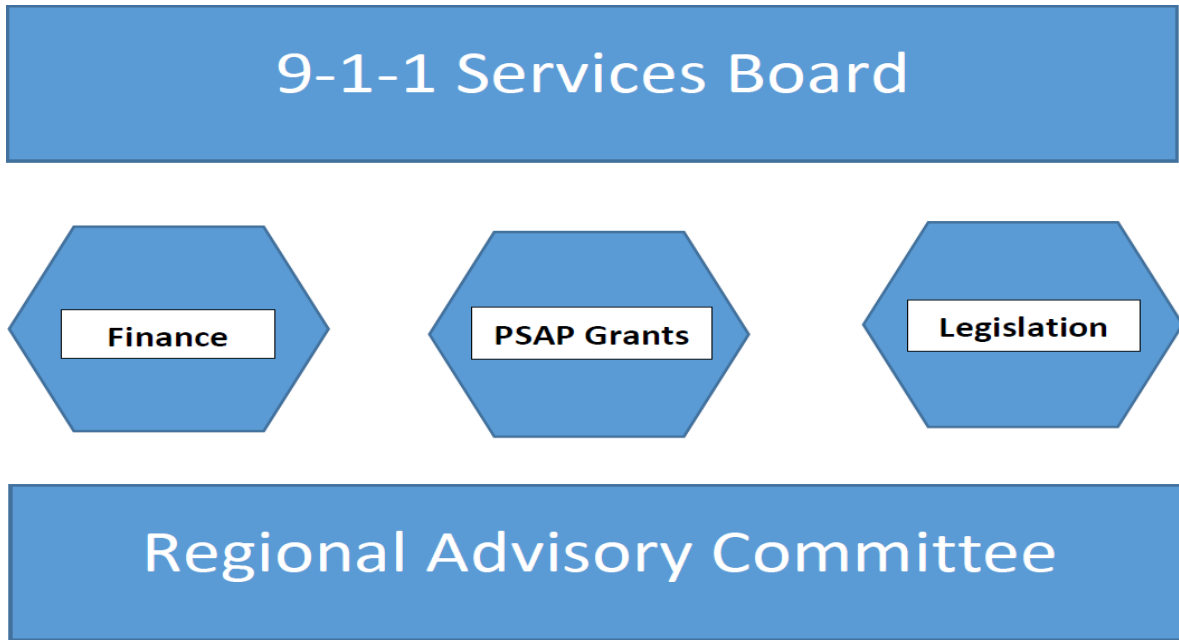 9-1-1 Services Board
Finance
PSAP Grants
Legislation
Regional Advisory Committee